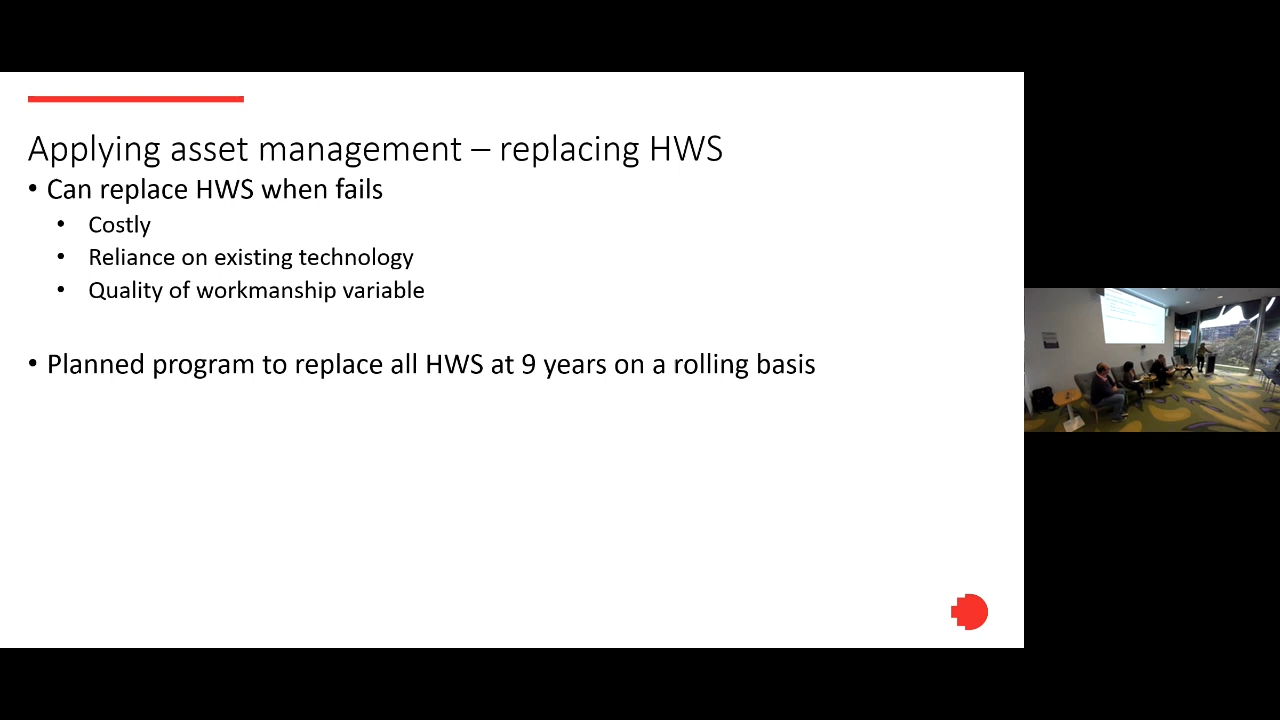 Applying asset management – replacing HWS
• Can replace HWS when fails
• Costly
• Reliance on existing technology
• Quality of workmanship variable
• Planned program to replace all HWS at 9 years on a rolling basis